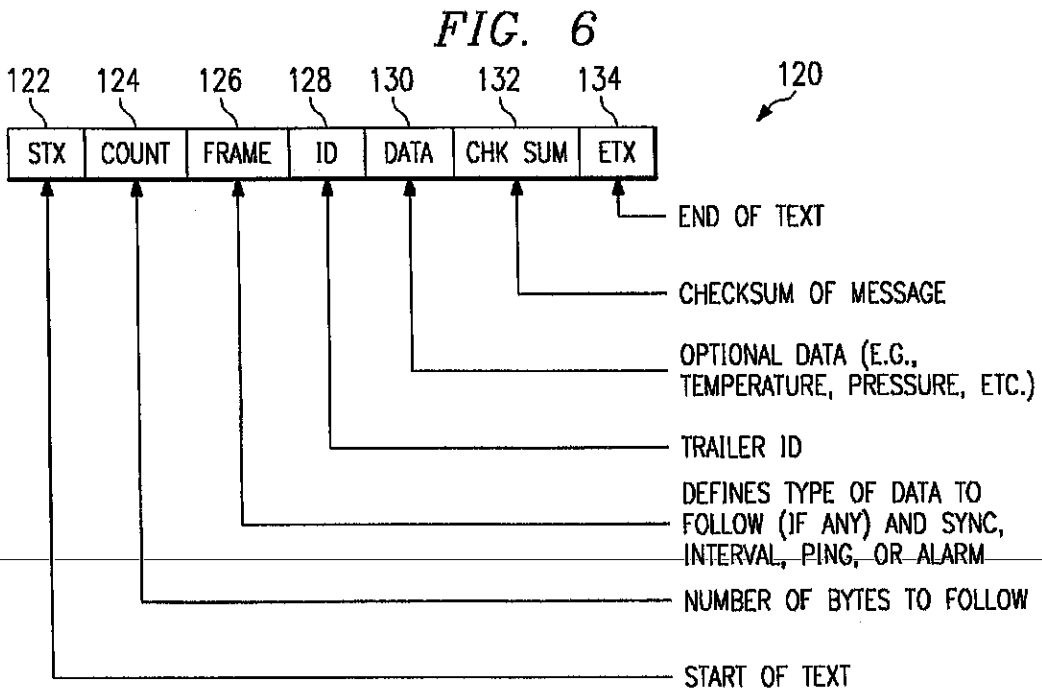 FIG. 6
122 124 126 128 130 132 134 120
STX COUNT FRAME ID DATA CHK SUM ETX
END OF TEXT
CHECKSUM OF MESSAGE
OPTIONAL DATA (E.G.,
TEMPERATURE, PRESSURE, ETC.)
TRAILER ID
DEFINES TYPE OF DATA TO
FOLLOW (IF ANY) AND SYNC,
INTERVAL, PING, OR ALARM
NUMBER OF BYTES TO FOLLOW
START OF TEXT